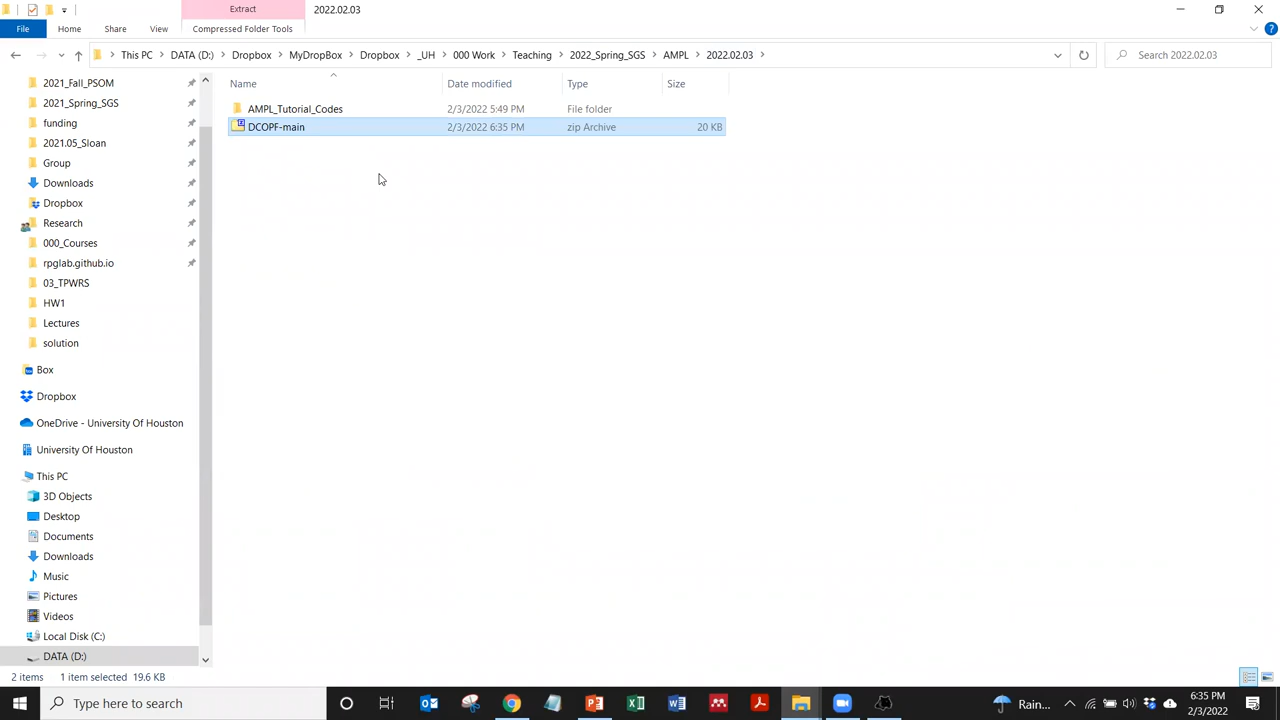 Extract
2022.02.03
File
Home
Share
View
Compressed Folder Tools
This PC
DATA (D:)
Dropbox
MyDropBox
Dropbox
_UH
000 Work
Teaching
2022_Spring_SGS
AMPL
2022.02.03
Search 2022.02.03
2021_Fall_PSOM
2021_Spring_SGS
funding
2021.05_Sloan
Group
Downloads
Dropbox
Research
000_Courses
rpglab.github.io
03_TPWRS
HW1
Lectures
solution
Box
Dropbox
OneDrive - University Of Houston
University Of Houston
This PC
3D Objects
Desktop
Documents
Downloads
Music
Pictures
Videos
Local Disk (C:)
DATA (D:)
Name Date modified Type Size
AMPL_Tutorial_Codes 2/3/2022 5:49 PM File folder
DCOPF-main 2/3/2022 6:35 PM zip Archive 20 KB
2 items 1 item selected 19.6 KB
Type here to search
Rain...
6:35 PM
2/3/2022